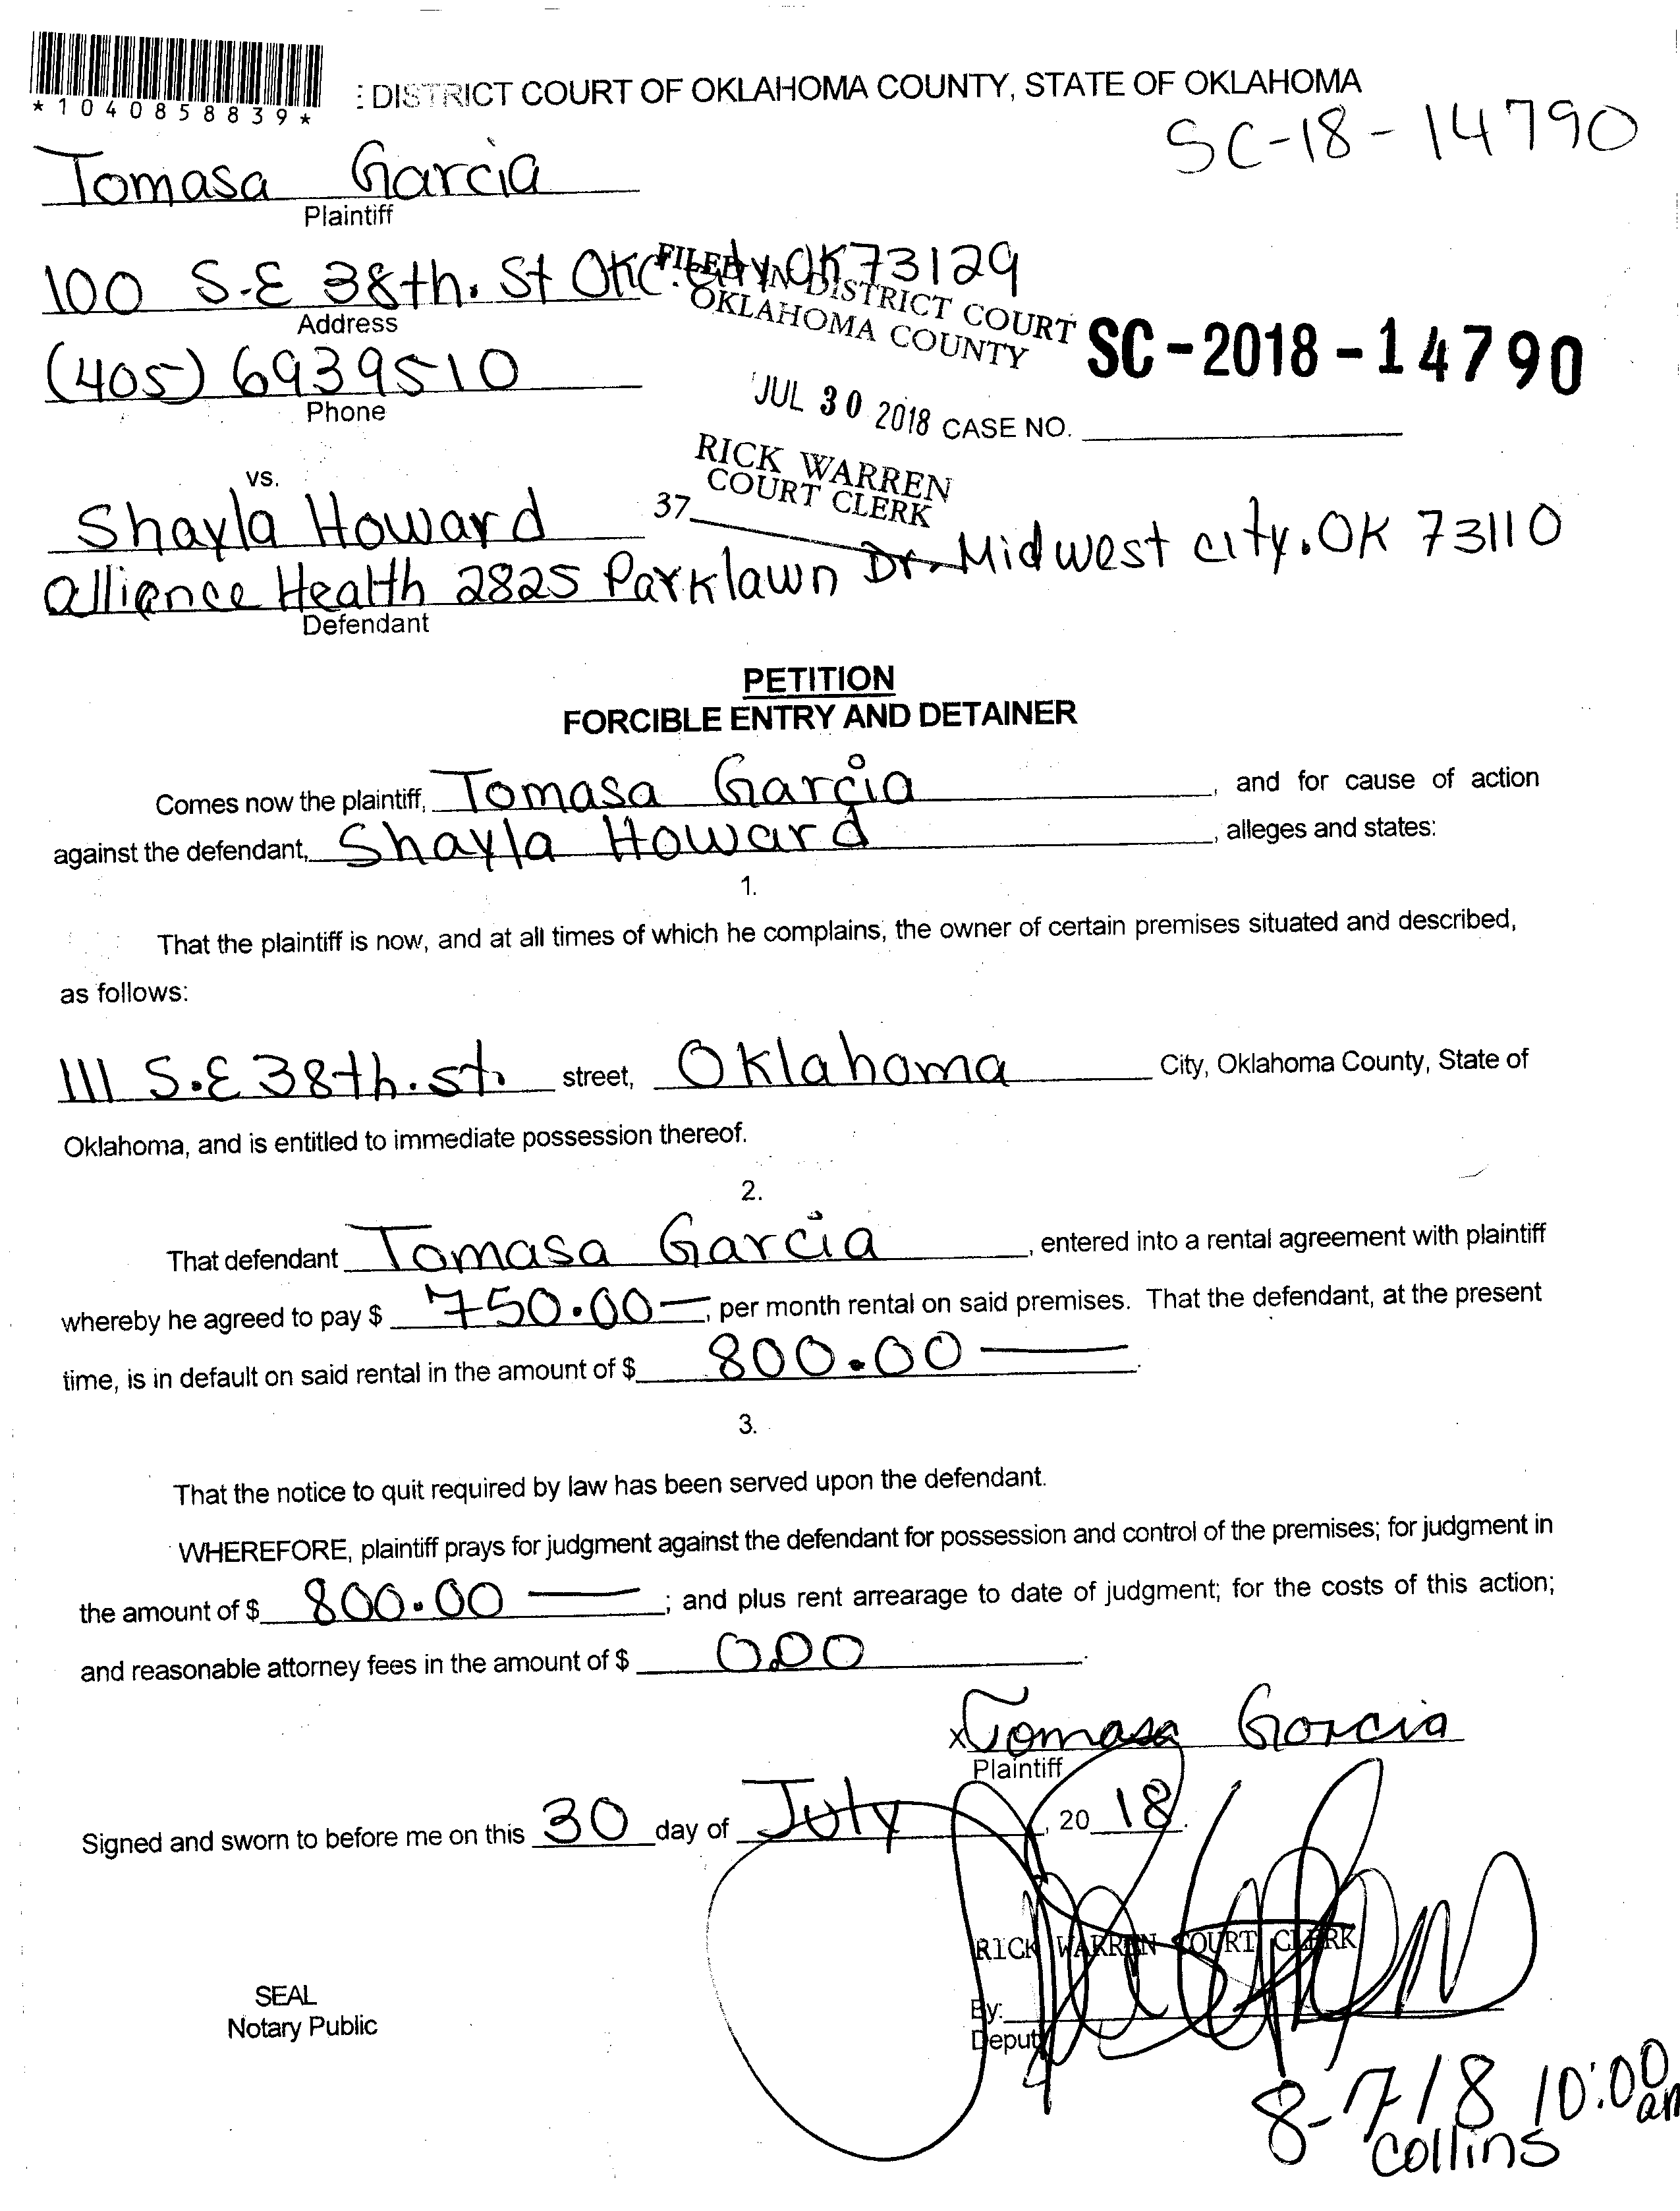 *1040858839*
DISTRICT COURT OF OKLAHOMA COUNTY, STATE OF OKLAHOMA
SC-18-14790
Tomasa Garcia
Plaintiff
100 S.E 38th. St OKC. City OK 73129
Address
FILED IN DISTRICT COURT
OKLAHOMA COUNTY
SC-2018-14790
(405) 6939510
Phone
JUL 30 2018
CASE NO.
RICK WARREN
COURT CLERK
37
vs.
Shayla Howard
alliance Health 2825 Parklawn Dr. Midwest city. OK 73110
Defendant
PETITION
FORCIBLE ENTRY AND DETAINER
Comes now the plaintiff, Tomasa Garcia, and for cause of action
against the defendant, Shayla Howard, alleges and states:
1.
That the plaintiff is now, and at all times of which he complains, the owner of certain premises situated and described,
as follows:
111 S.E 38th. st. street, Oklahoma City, Oklahoma County, State of
Oklahoma, and is entitled to immediate possession thereof.
2.
That defendant Tomasa Garcia, entered into a rental agreement with plaintiff
whereby he agreed to pay $ 750.00—, per month rental on said premises. That the defendant, at the present
time, is in default on said rental in the amount of $ 800.00—.
3.
That the notice to quit required by law has been served upon the defendant.
WHEREFORE, plaintiff prays for judgment against the defendant for possession and control of the premises; for judgment in
the amount of $ 800.00 —; and plus rent arrearage to date of judgment; for the costs of this action;
and reasonable attorney fees in the amount of $ 0.00.
x Tomasa Garcia
Plaintiff
Signed and sworn to before me on this 30 day of July, 20 18.
RICK WARREN COURT CLERK
SEAL
Notary Public
By:
Deputy
8-7-18 10:00 am
Collins